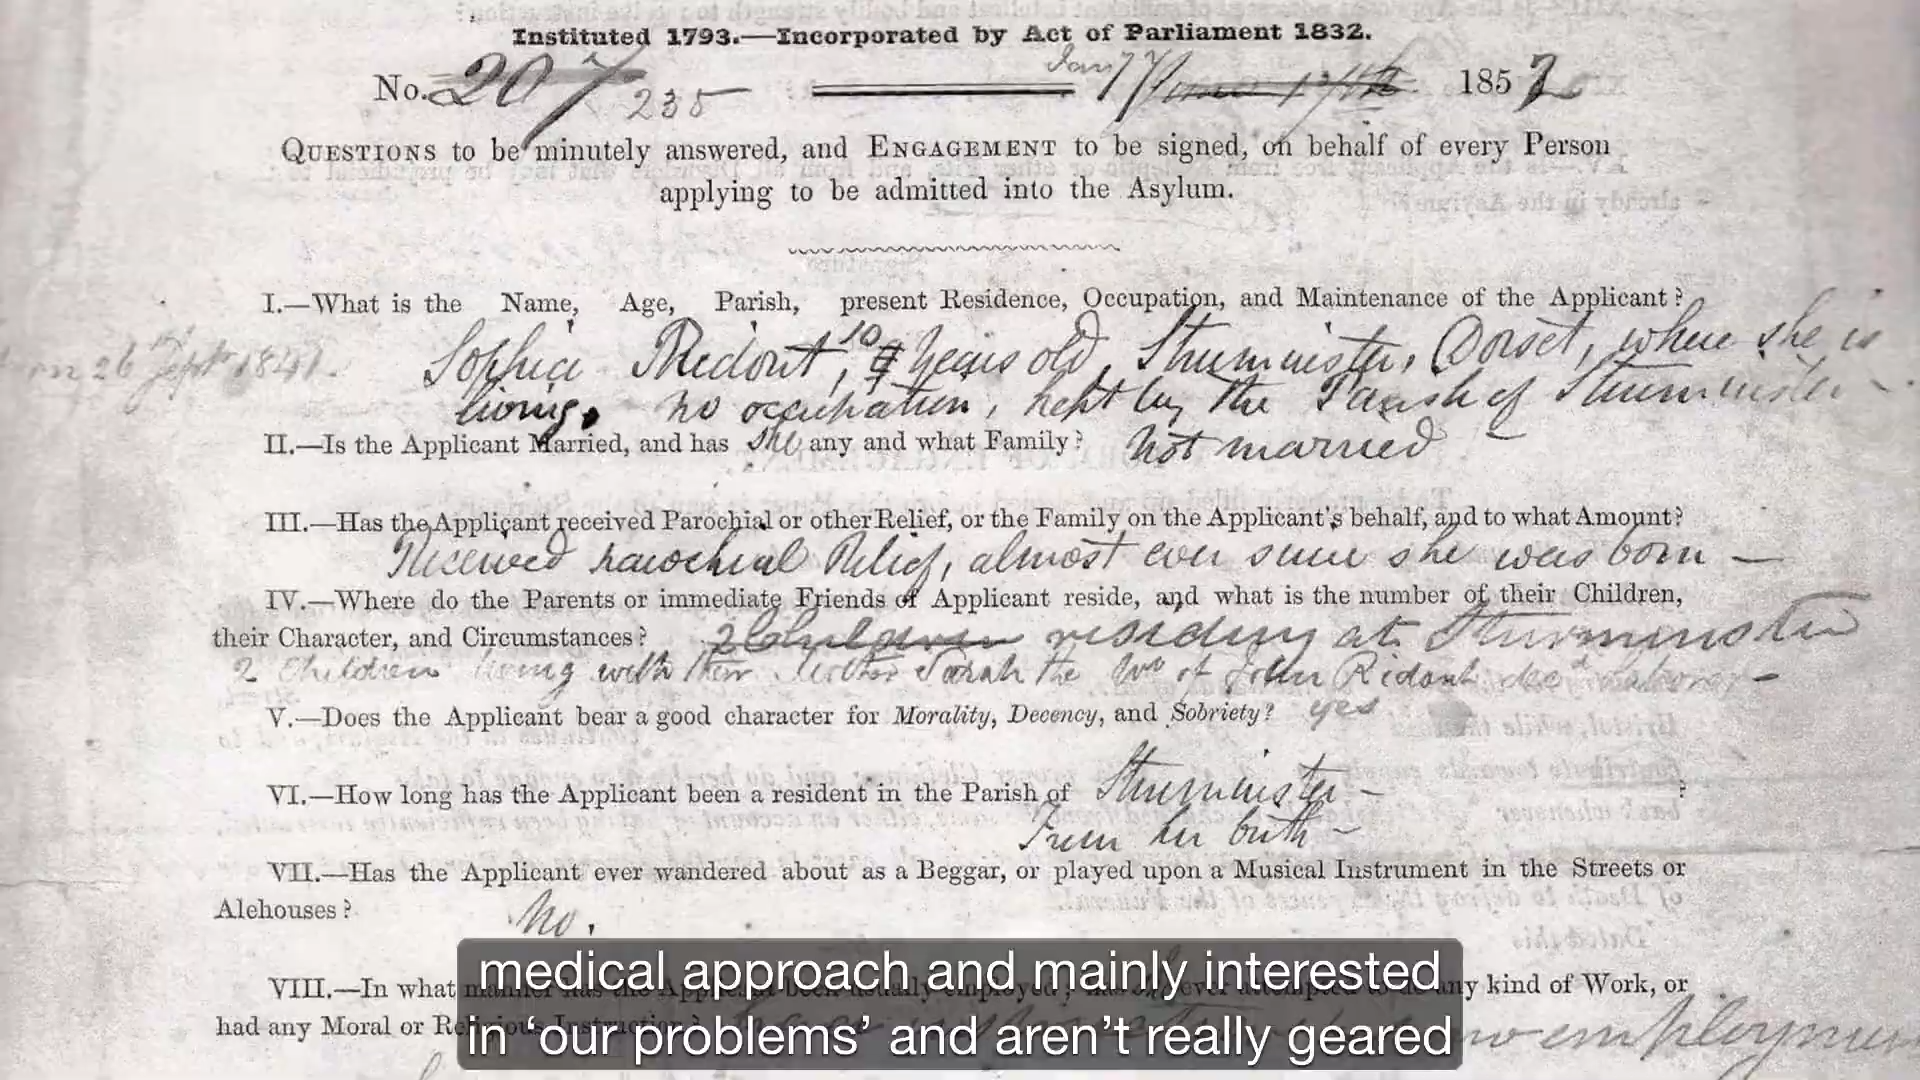 Instituted 1793.—Incorporated by Act of Parliament 1832.
No. 207 235 Jany 7 1852
QUESTIONS to be minutely answered, and ENGAGEMENT to be signed, on behalf of every Person
applying to be admitted into the Asylum.
I.—What is the Name, Age, Parish, present Residence, Occupation, and Maintenance of the Applicant?
26th Sept 1841.
Sophia Ridout, 10 9 Years old, Sturminster, Dorset, where she is
living, no occupation, kept by the Parish of Sturminster
II.—Is the Applicant Married, and has she any and what Family? Not married
III.—Has the Applicant received Parochial or other Relief, or the Family on the Applicant's behalf, and to what Amount?
Received parochial Relief, almost ever since she was born —
IV.—Where do the Parents or immediate Friends of Applicant reside, and what is the number of their Children,
their Character, and Circumstances? 2 Children residing at Sturminster
2 Children living with their Mother Sarah the Wo of John Ridout decd
V.—Does the Applicant bear a good character for Morality, Decency, and Sobriety? yes
VI.—How long has the Applicant been a resident in the Parish of Sturminster — ?
From her birth —
VII.—Has the Applicant ever wandered about as a Beggar, or played upon a Musical Instrument in the Streets or
Alehouses?
No.
VIII.—In what any kind of Work, or
had any Moral or no employment
medical approach and mainly interested
in ‘our problems’ and aren’t really geared